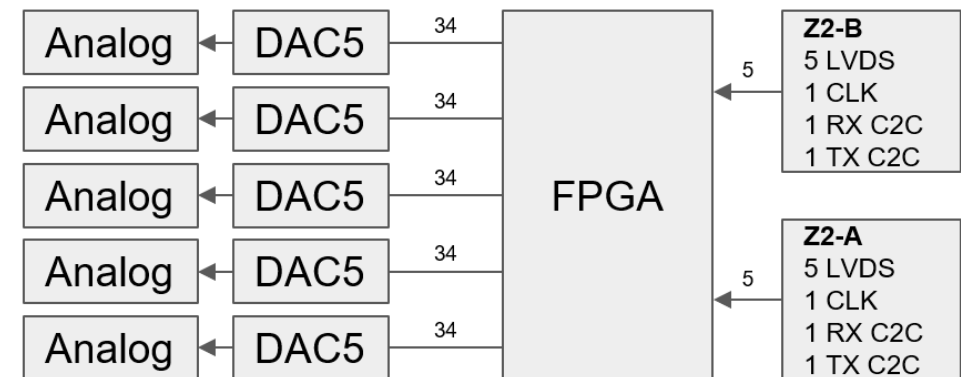 Analog DAC5 34
Analog DAC5 34
Analog DAC5 34
Analog DAC5 34
Analog DAC5 34
FPGA
5
Z2-B
5 LVDS
1 CLK
1 RX C2C
1 TX C2C
5
Z2-A
5 LVDS
1 CLK
1 RX C2C
1 TX C2C